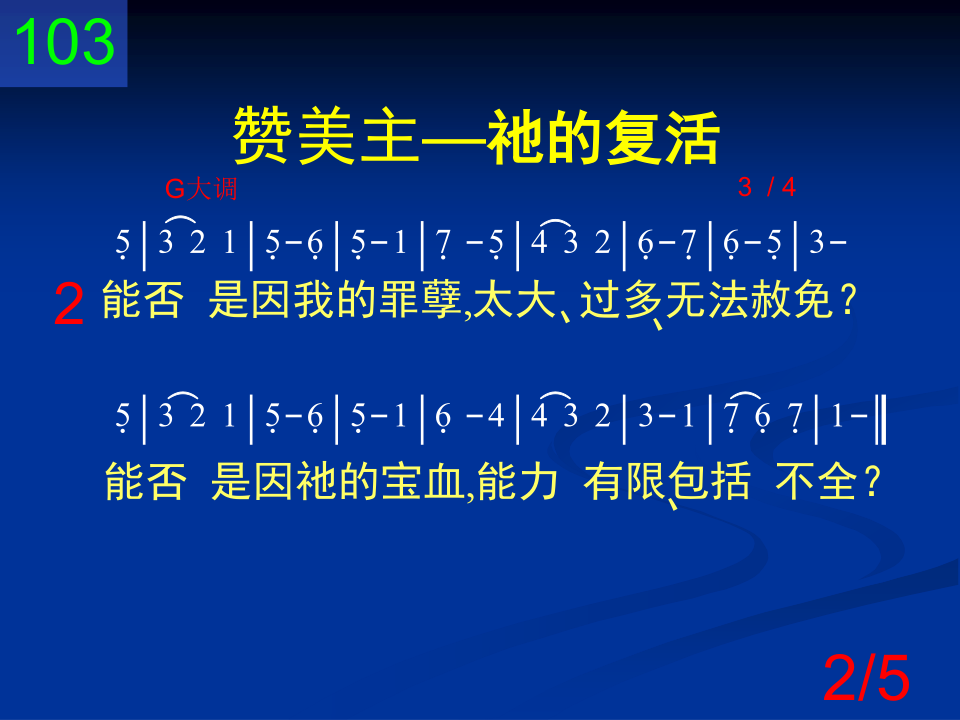 103
赞美主—祂的复活
G大调 3 / 4
5̣ | 3 2 1 | 5̣ – 6̣ | 5̣ – 1 | 7̣ – 5̣ | 4 3 2 | 6̣ – 7̣ | 6̣ – 5̣ | 3 –
2 能否 是因我的罪孽,太大、过多、无法赦免？
5̣ | 3 2 1 | 5̣ – 6̣ | 5̣ – 1 | 6̣ – 4 | 4 3 2 | 3 – 1 | 7̣ 6̣ 7̣ | 1 – ‖
能否 是因祂的宝血,能力 有限、包括 不全？
2/5